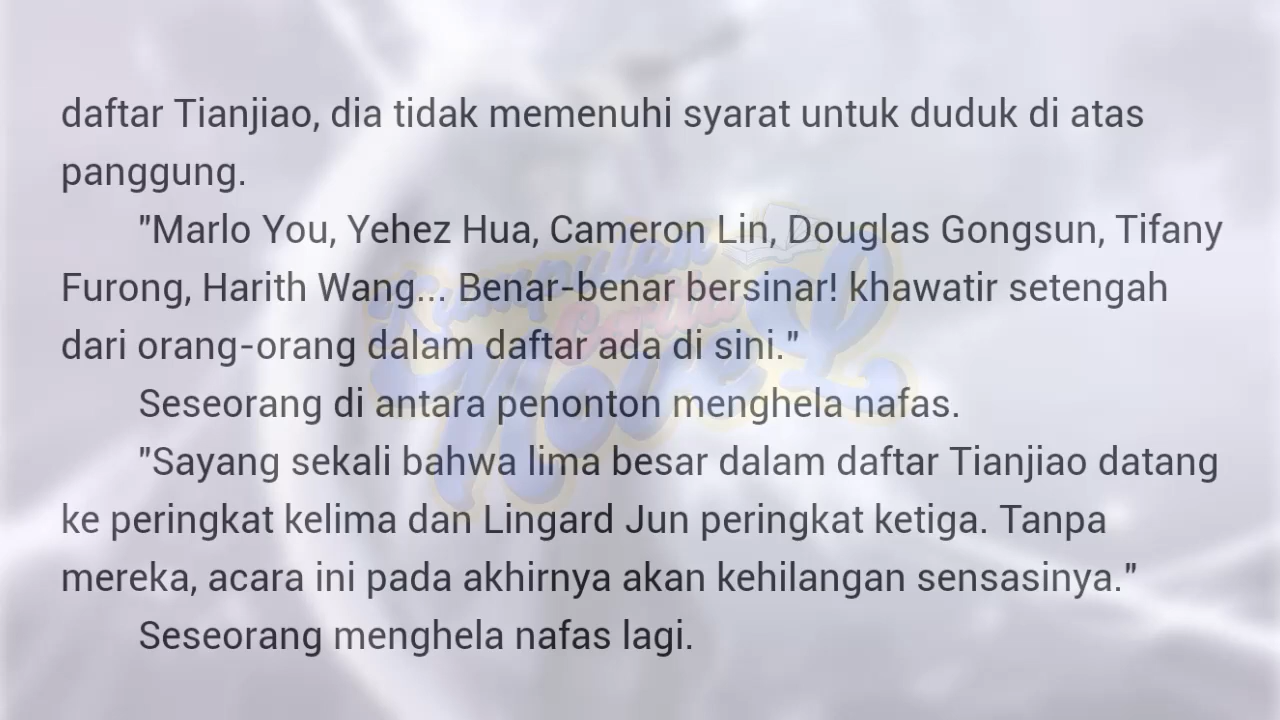 daftar Tianjiao, dia tidak memenuhi syarat untuk duduk di atas
panggung.
"Marlo You, Yehez Hua, Cameron Lin, Douglas Gongsun, Tifany
Furong, Harith Wang... Benar-benar bersinar! khawatir setengah
dari orang-orang dalam daftar ada di sini."
Seseorang di antara penonton menghela nafas.
"Sayang sekali bahwa lima besar dalam daftar Tianjiao datang
ke peringkat kelima dan Lingard Jun peringkat ketiga. Tanpa
mereka, acara ini pada akhirnya akan kehilangan sensasinya."
Seseorang menghela nafas lagi.
Kumpulan
Cerita
Novel